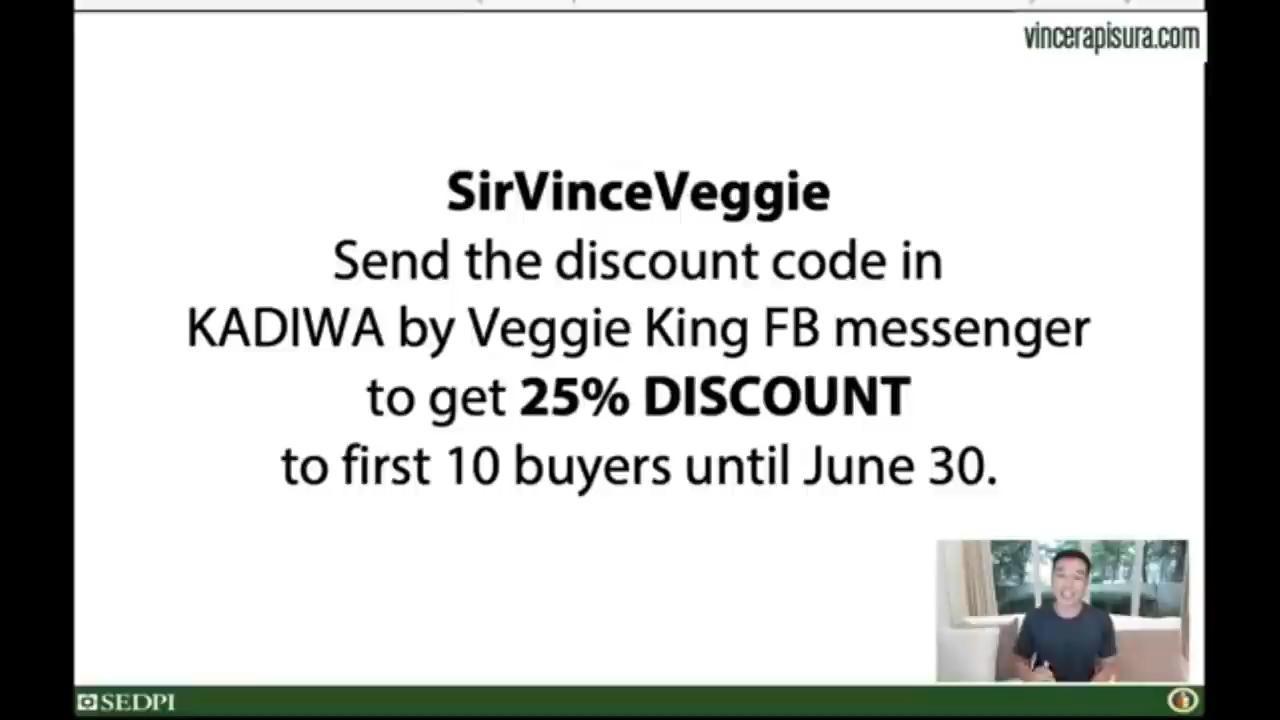 vincerapisura.com
SirVinceVeggie
Send the discount code in
KADIWA by Veggie King FB messenger
to get 25% DISCOUNT
to first 10 buyers until June 30.
SEDPI